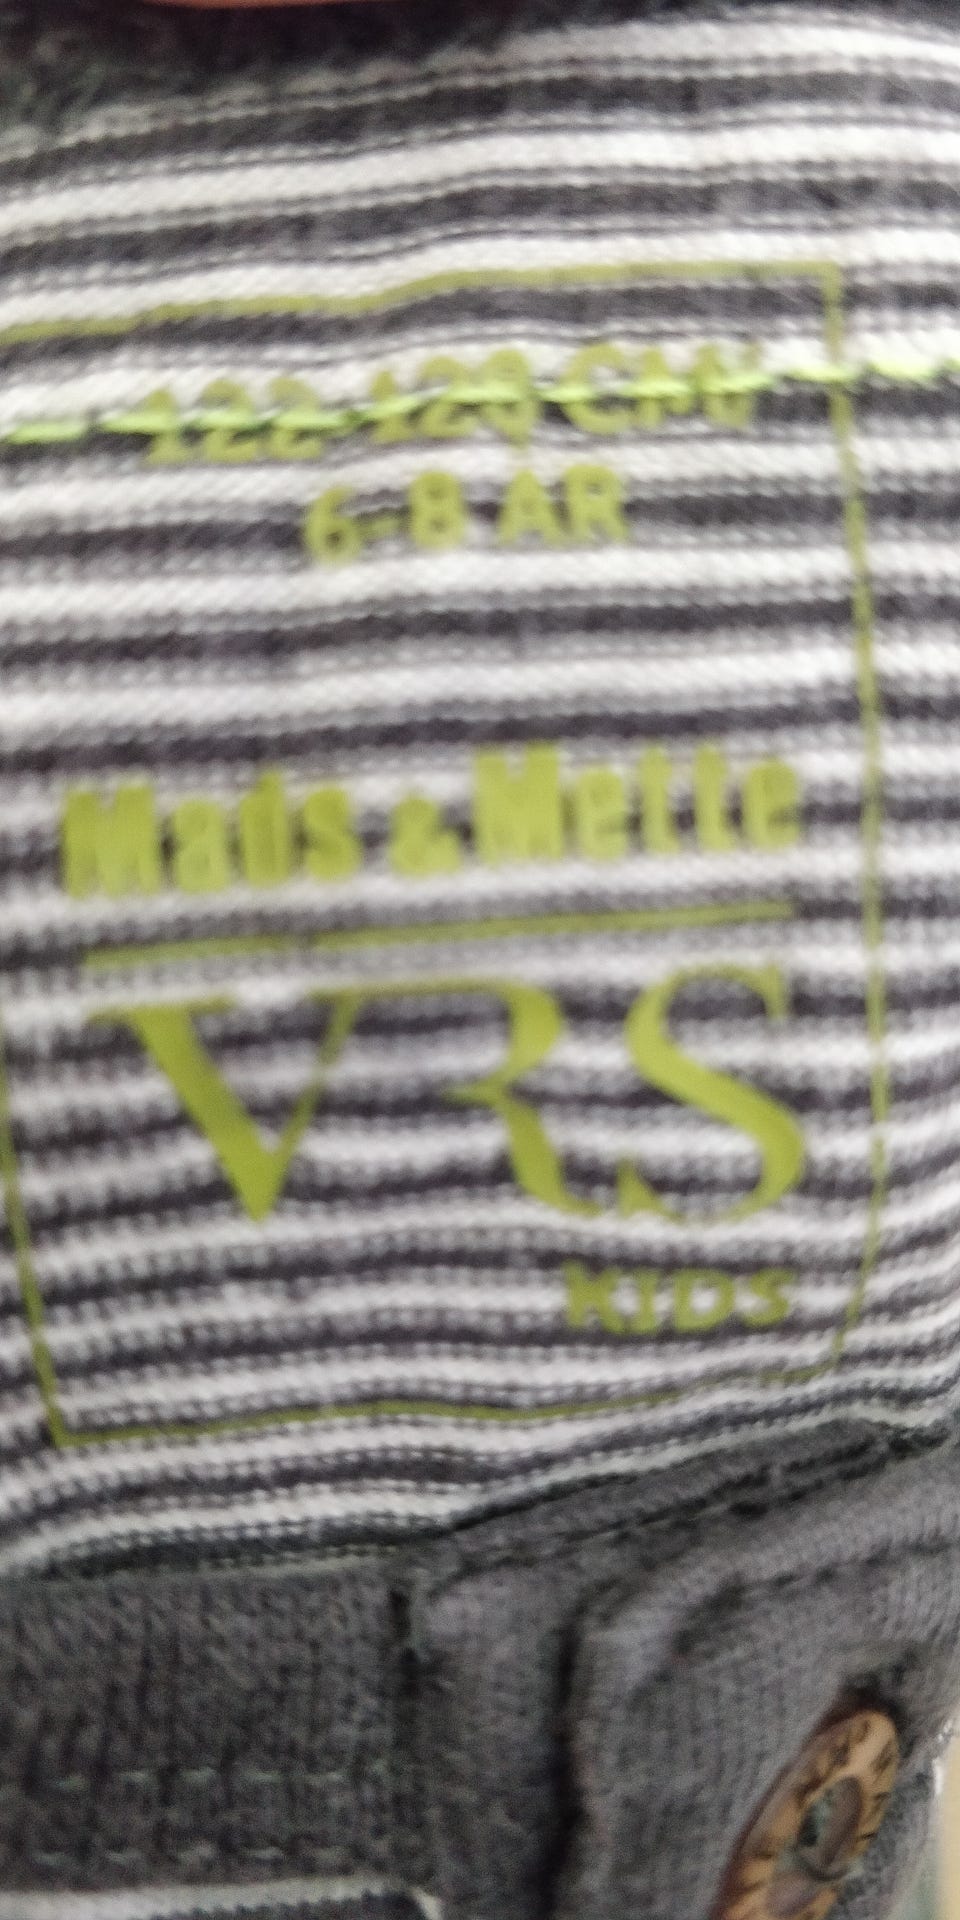 122-128 CM/
6-8 AR
Mads & Mette
VRS
KIDS